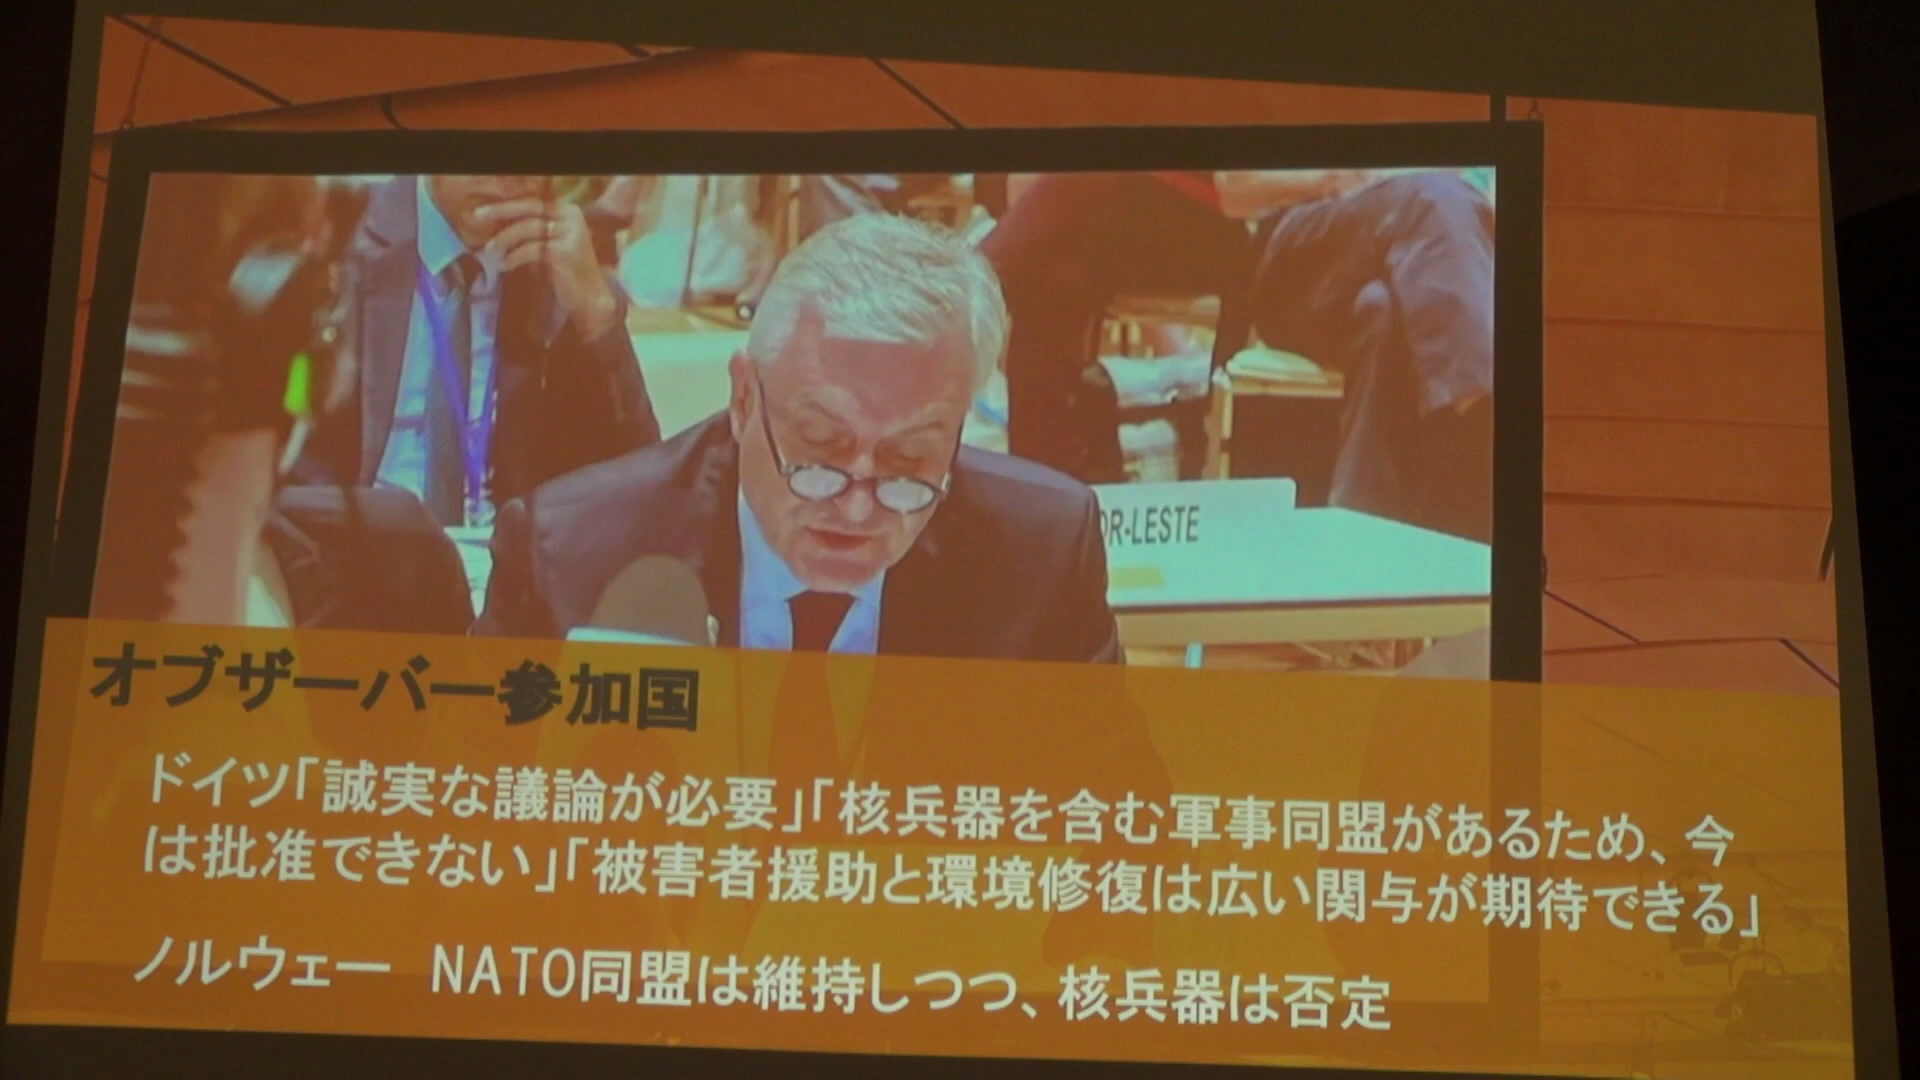 OR-LESTE
オブザーバー参加国
ドイツ「誠実な議論が必要」「核兵器を含む軍事同盟があるため、今
は批准できない」「被害者援助と環境修復は広い関与が期待できる」
ノルウェー　NATO同盟は維持しつつ、核兵器は否定